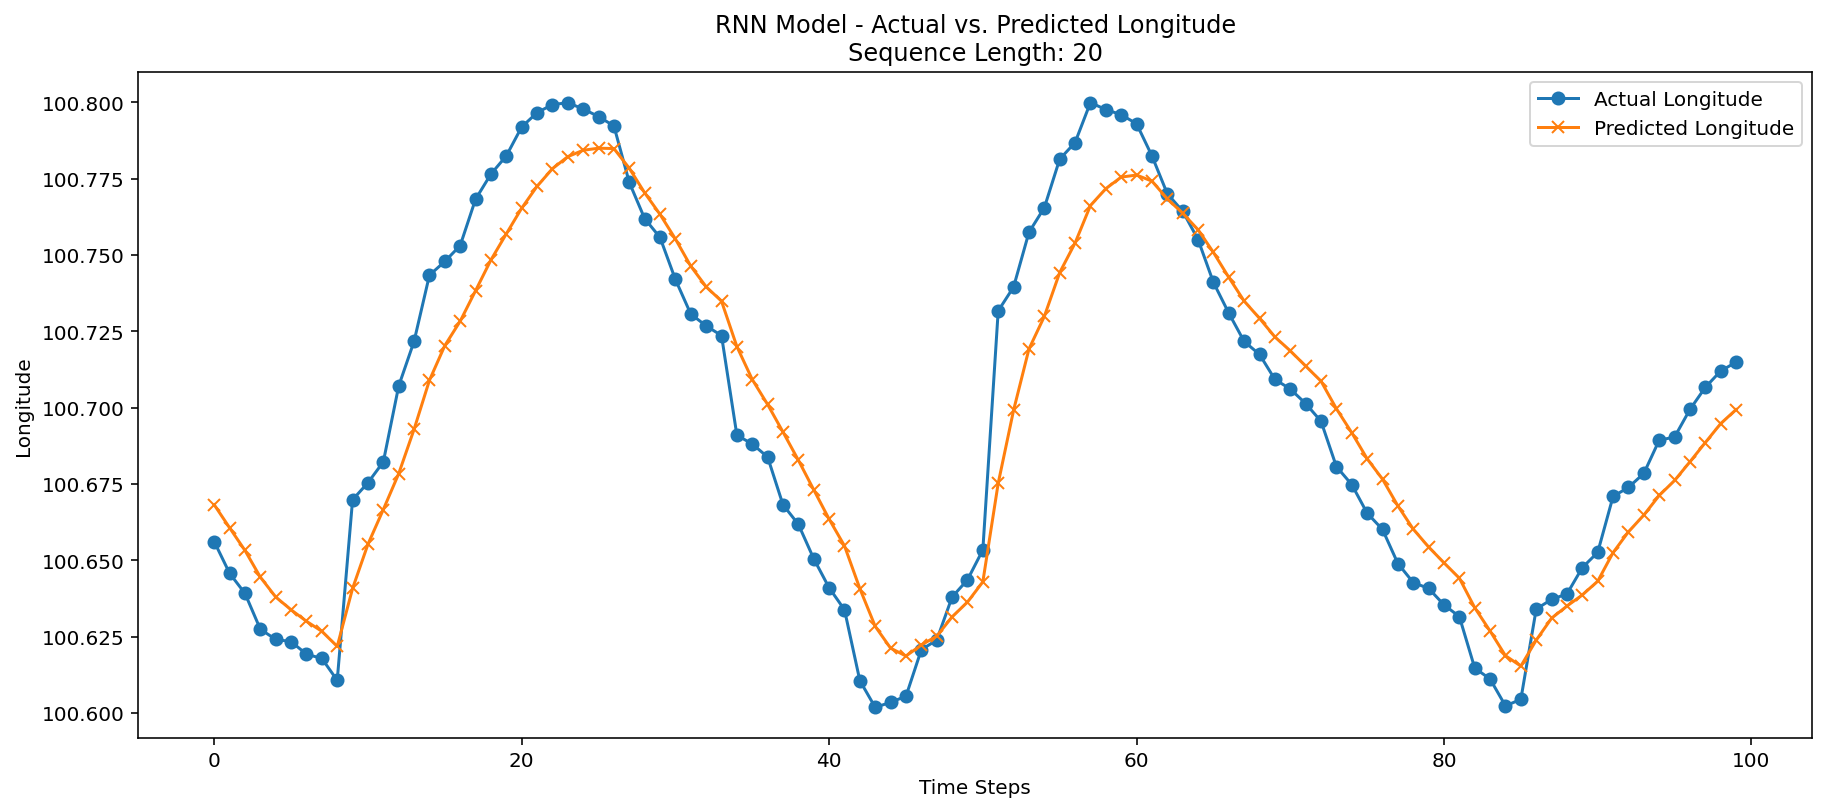 RNN Model - Actual vs. Predicted Longitude
Sequence Length: 20
Actual Longitude
Predicted Longitude
Longitude
100.800
100.775
100.750
100.725
100.700
100.675
100.650
100.625
100.600
0
20
40
60
80
100
Time Steps